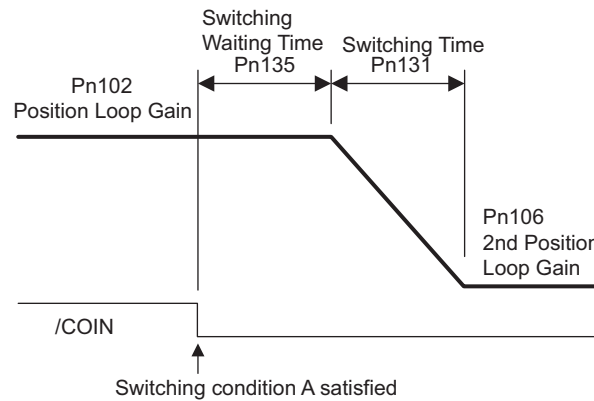 Switching
Waiting Time
Pn135
Switching Time
Pn131
Pn102
Position Loop Gain
Pn106
2nd Position
Loop Gain
/COIN
Switching condition A satisfied